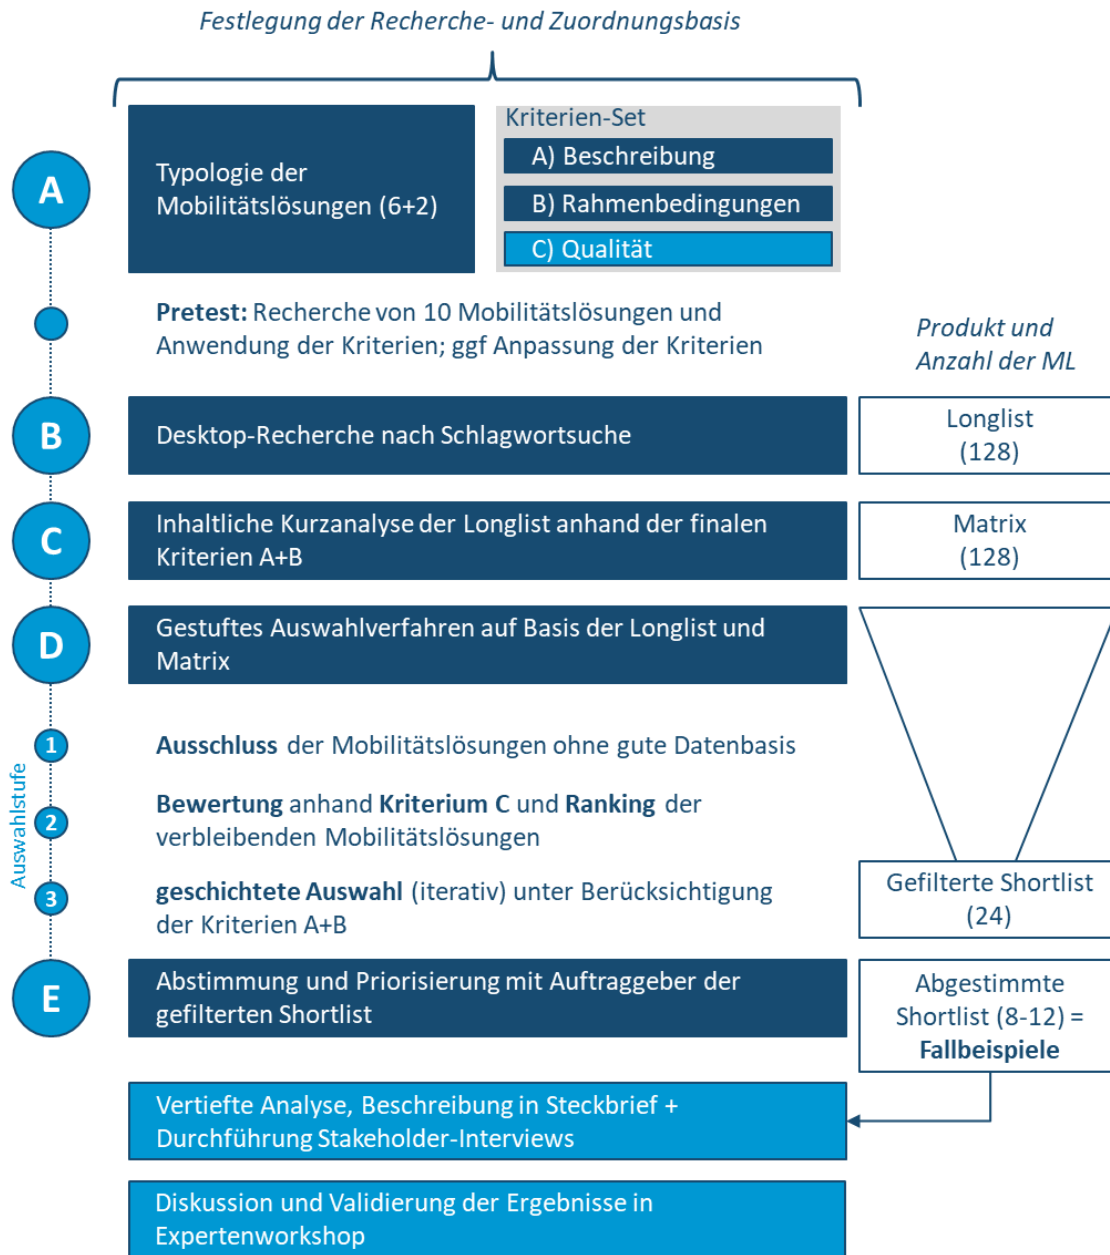 Festlegung der Recherche- und Zuordnungsbasis
A
Typologie der
Mobilitätslösungen (6+2)
Kriterien-Set
A) Beschreibung
B) Rahmenbedingungen
C) Qualität
Pretest: Recherche von 10 Mobilitätslösungen und
Anwendung der Kriterien; ggf Anpassung der Kriterien
Produkt und
Anzahl der ML
B
Desktop-Recherche nach Schlagwortsuche
Longlist
(128)
C
Inhaltliche Kurzanalyse der Longlist anhand der finalen
Kriterien A+B
Matrix
(128)
D
Gestuftes Auswahlverfahren auf Basis der Longlist und
Matrix
Auswahlstufe
1
Ausschluss der Mobilitätslösungen ohne gute Datenbasis
2
Bewertung anhand Kriterium C und Ranking der
verbleibenden Mobilitätslösungen
3
geschichtete Auswahl (iterativ) unter Berücksichtigung
der Kriterien A+B
Gefilterte Shortlist
(24)
E
Abstimmung und Priorisierung mit Auftraggeber der
gefilterten Shortlist
Abgestimmte
Shortlist (8-12) =
Fallbeispiele
Vertiefte Analyse, Beschreibung in Steckbrief +
Durchführung Stakeholder-Interviews
Diskussion und Validierung der Ergebnisse in
Expertenworkshop